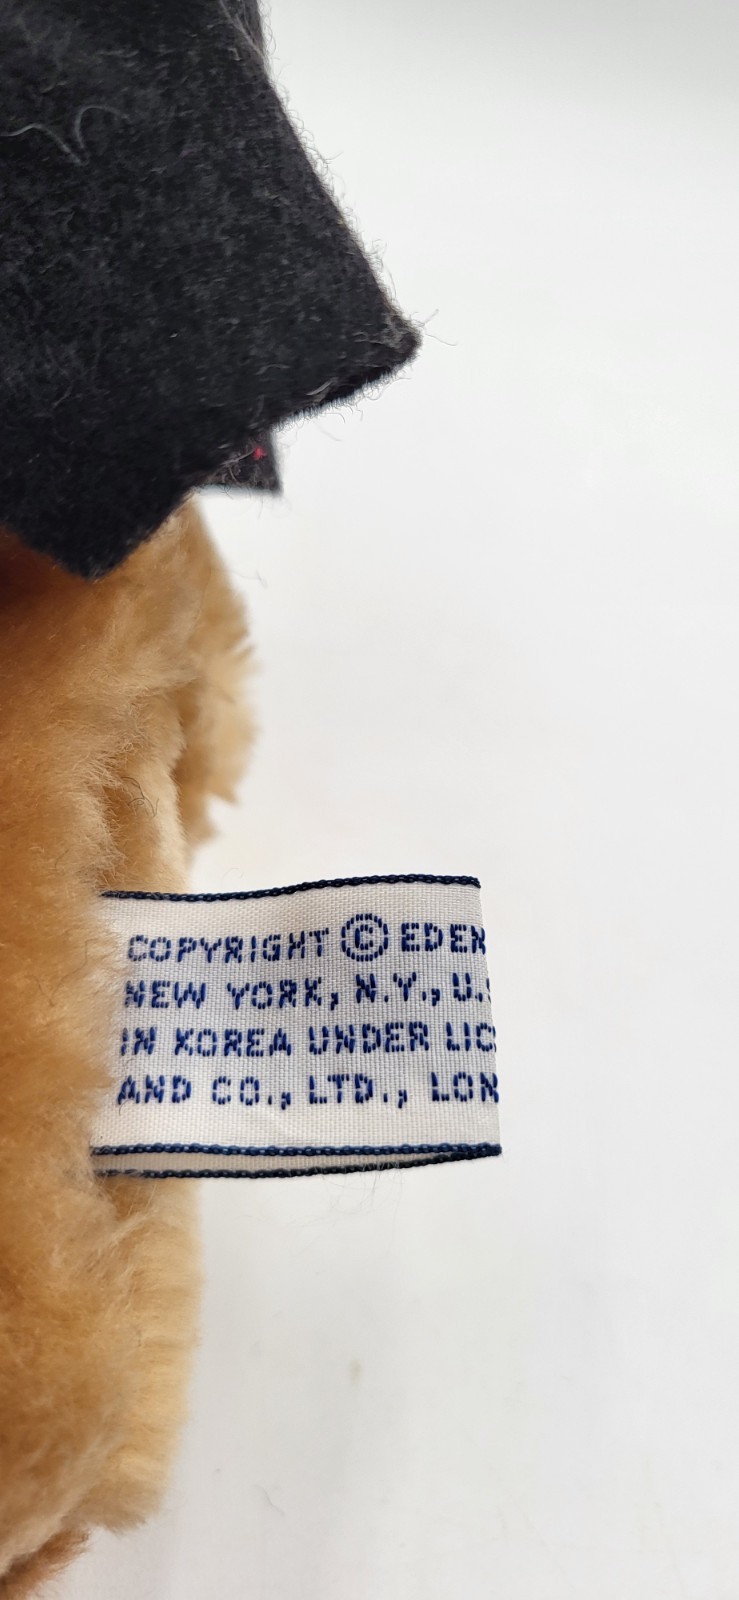 COPYRIGHT © EDEN
NEW YORK, N.Y., U.S
IN KOREA UNDER LIC
AND CO., LTD., LON